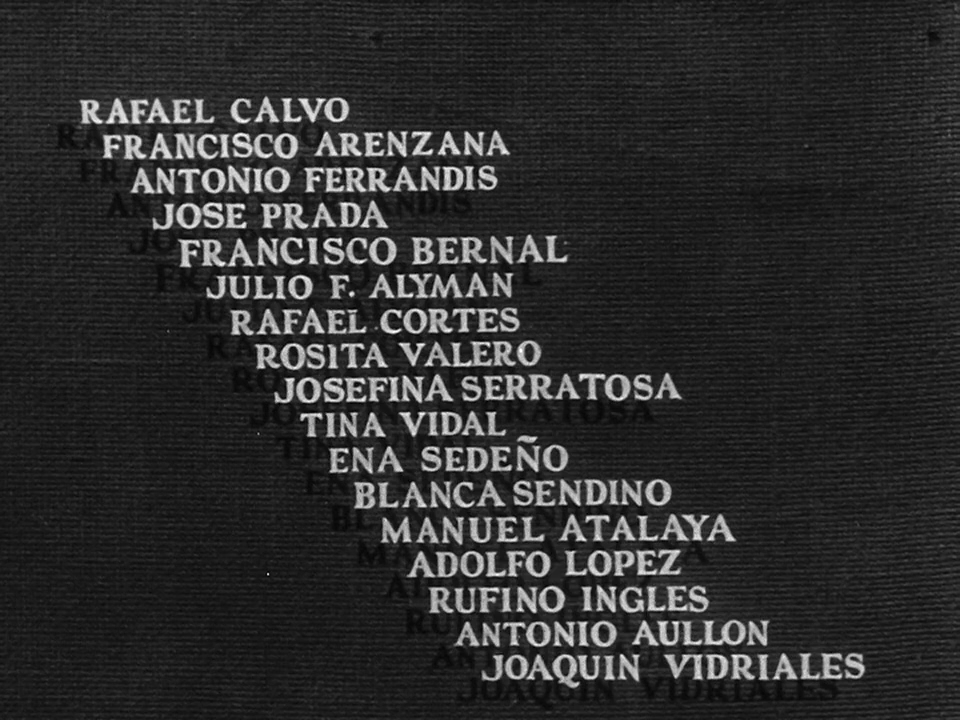 RAFAEL CALVO
FRANCISCO ARENZANA
ANTONIO FERRANDIS
JOSE PRADA
FRANCISCO BERNAL
JULIO F. ALYMAN
RAFAEL CORTES
ROSITA VALERO
JOSEFINA SERRATOSA
TINA VIDAL
ENA SEDEÑO
BLANCA SENDINO
MANUEL ATALAYA
ADOLFO LOPEZ
RUFINO INGLES
ANTONIO AULLON
JOAQUIN VIDRIALES